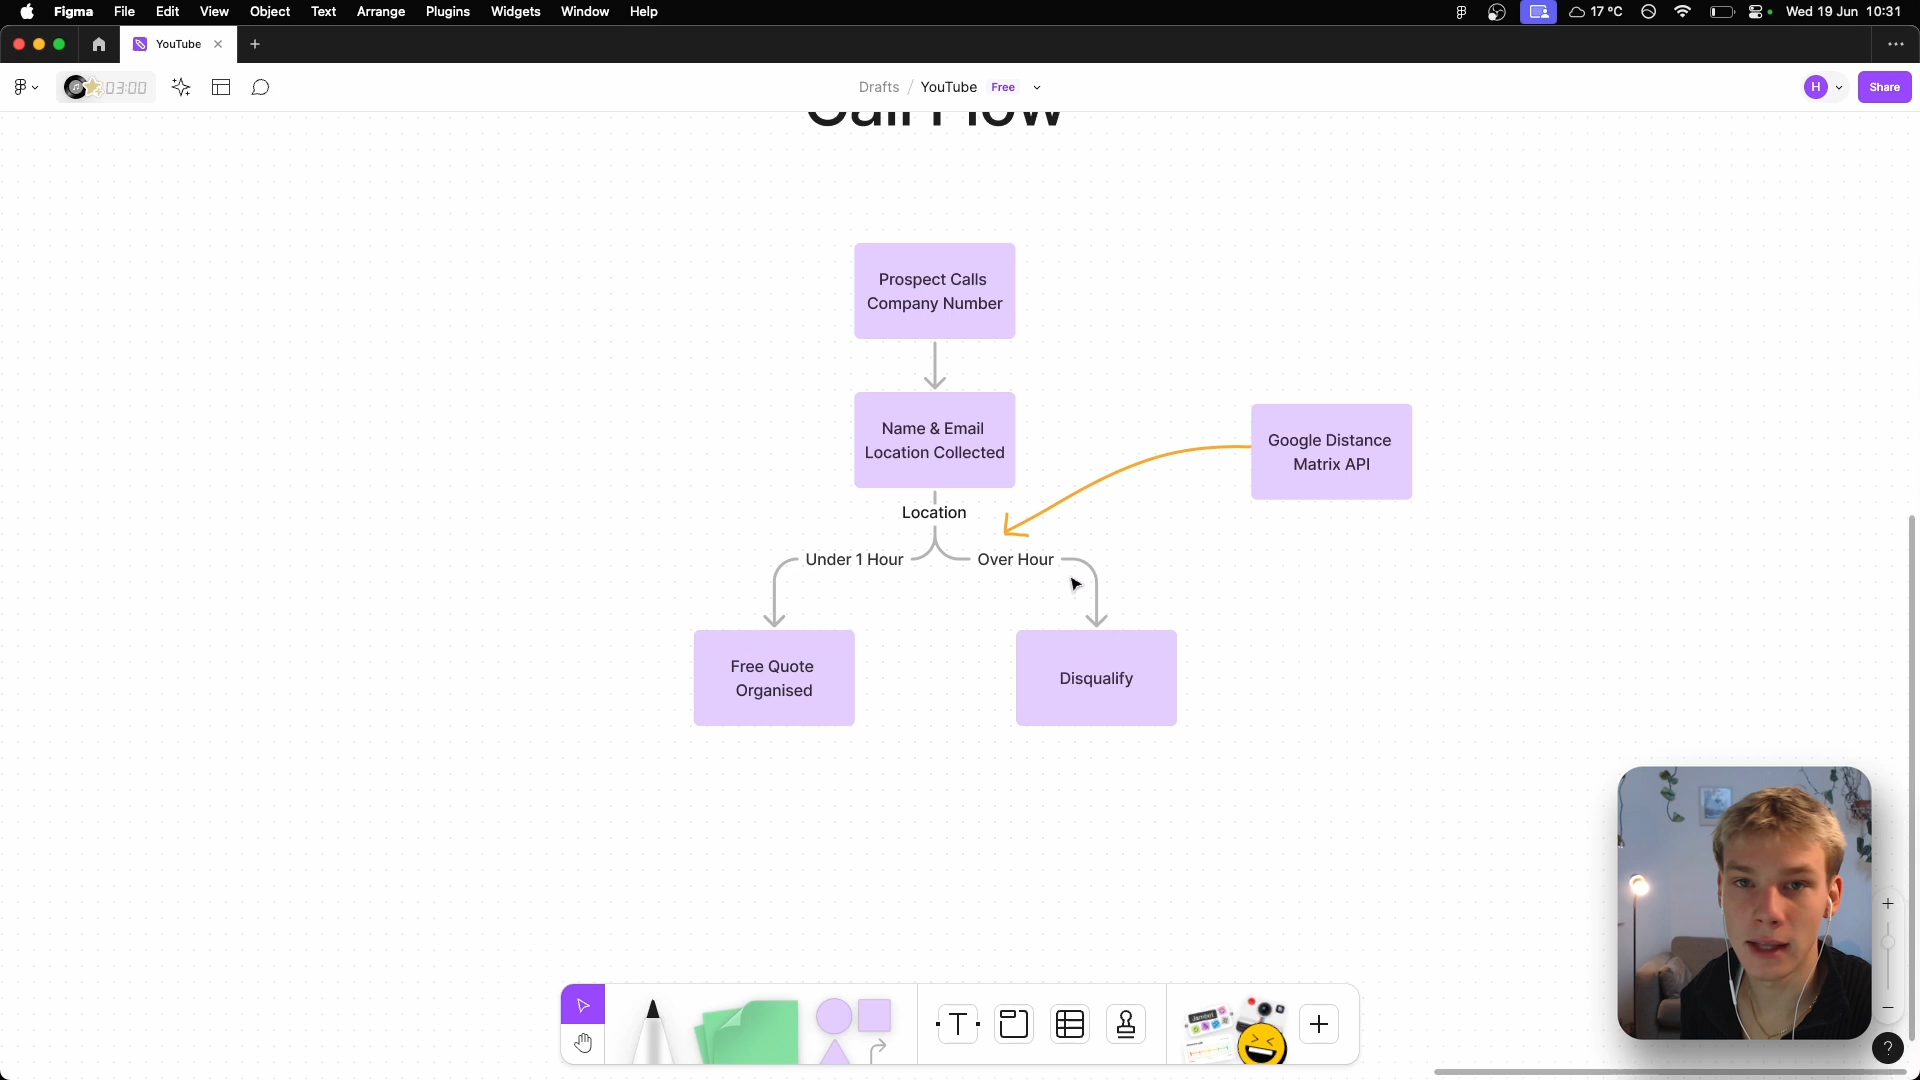 Figma File Edit View Object Text Arrange Plugins Widgets Window Help
17 °C Wed 19 Jun 10:31
YouTube
03:00
Drafts / YouTube Free
H
Share
Call Flow
Prospect Calls
Company Number
Name & Email
Location Collected
Google Distance
Matrix API
Location
Under 1 Hour
Over Hour
Free Quote
Organised
Disqualify
T
Jambot
?